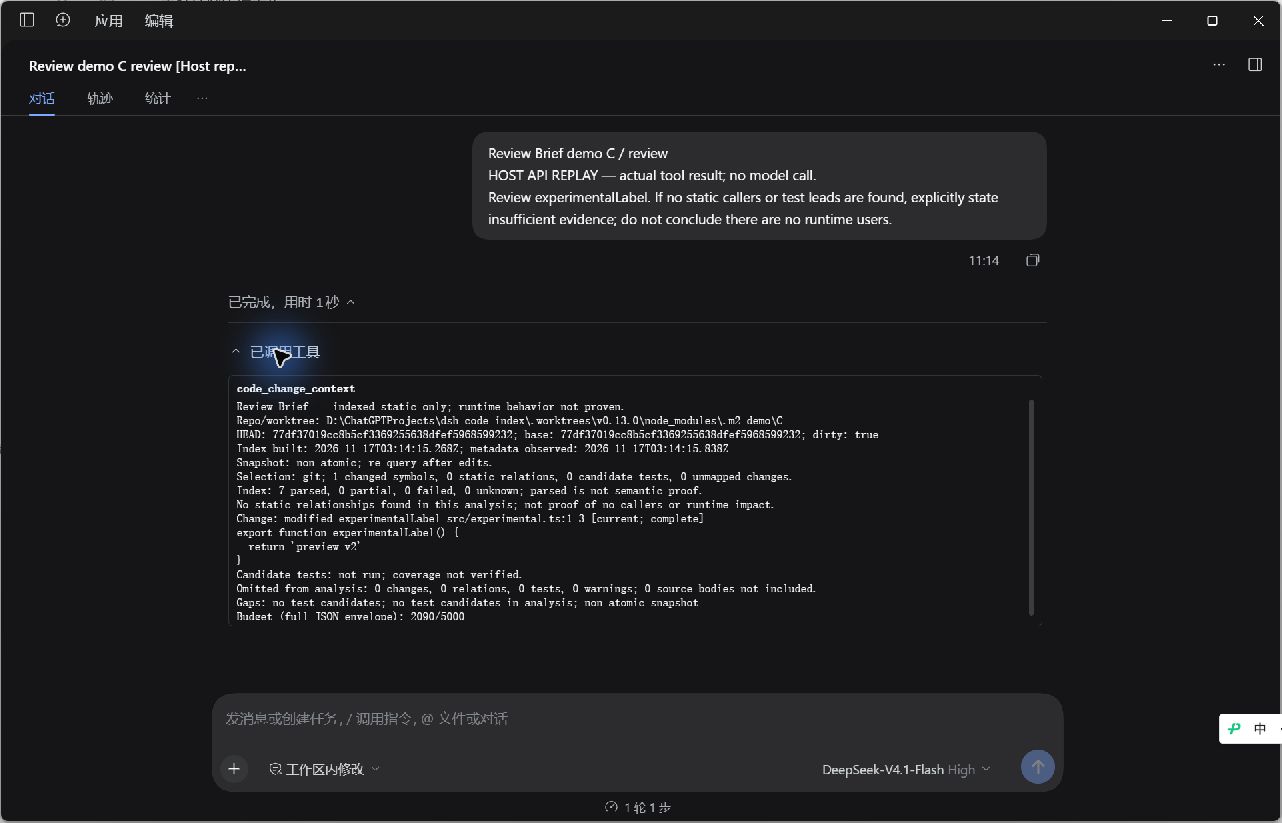 应用 编辑
Review demo C review [Host rep...
对话 轨迹 统计 ...
Review Brief demo C / review
HOST API REPLAY — actual tool result; no model call.
Review experimentalLabel. If no static callers or test leads are found, explicitly state
insufficient evidence; do not conclude there are no runtime users.
11:14
已完成，用时 1 秒
已调用工具
code_change_context
Review Brief indexed static only; runtime behavior not proven.
Repo/worktree: D:\ChatGPTProjects\dsh code index\.worktrees\v0.13.0\node_modules\.m2 demo\C
HEAD: 77df37019cc8b5cf3369255638dfef5968599232; base: 77df37019cc8b5cf3369255638dfef5968599232; dirty: true
Index built: 2026 11 17T03:14:15.268Z; metadata observed: 2026 11 17T03:14:15.838Z
Snapshot: non atomic; re query after edits.
Selection: git; 1 changed symbols, 0 static relations, 0 candidate tests, 0 unmapped changes.
Index: 7 parsed, 0 partial, 0 failed, 0 unknown; parsed is not semantic proof.
No static relationships found in this analysis; not proof of no callers or runtime impact.
Change: modified experimentalLabel src/experimental.ts:1 3 [current; complete]
export function experimentalLabel() {
return `preview v2`
}
Candidate tests: not run; coverage not verified.
Omitted from analysis: 0 changes, 0 relations, 0 tests, 0 warnings; 0 source bodies not included.
Gaps: no test candidates; no test candidates in analysis; non atomic snapshot
Budget (full JSON envelope): 2090/5000
发消息或创建任务, / 调用指令, @ 文件或对话
工作区内修改
DeepSeek-V4.1-Flash High
中
1 轮 1 步